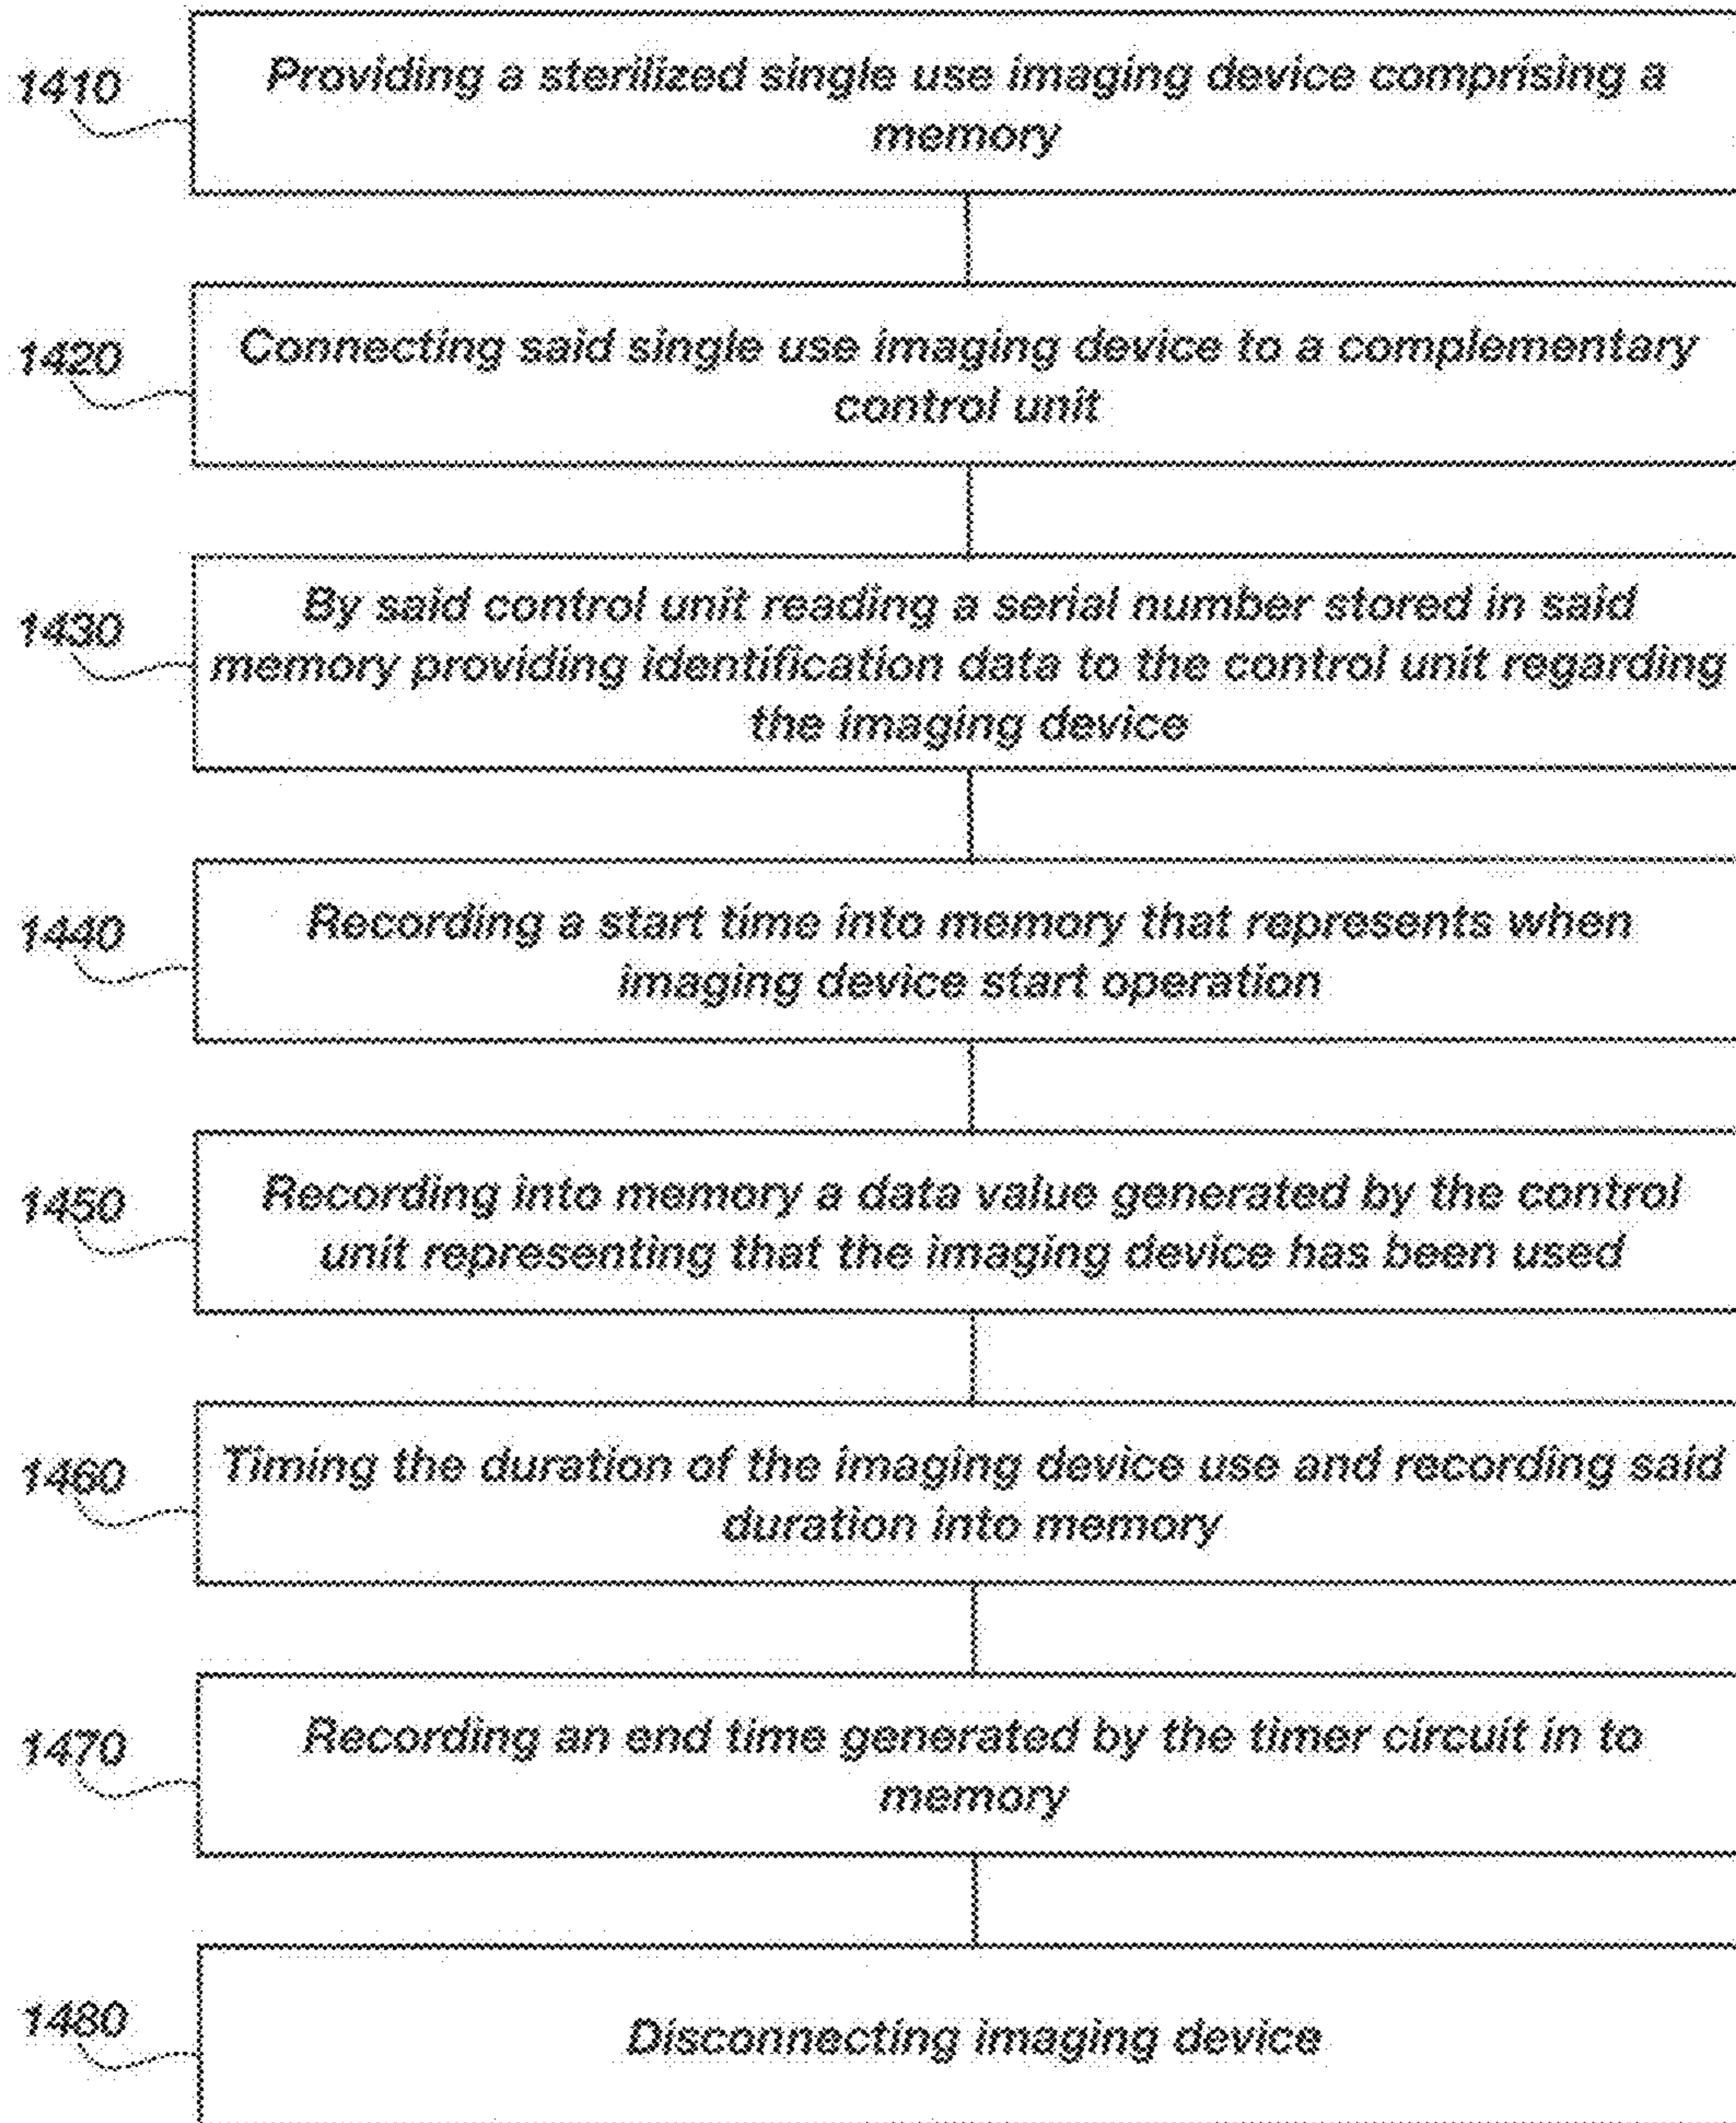 1410
Providing a sterilized single use imaging device comprising a
memory
1420
Connecting said single use imaging device to a complementary
control unit
1430
By said control unit reading a serial number stored in said
memory providing identification data to the control unit regarding
the imaging device
1440
Recording a start time into memory that represents when
imaging device start operation
1450
Recording into memory a data value generated by the control
unit representing that the imaging device has been used
1460
Timing the duration of the imaging device use and recording said
duration into memory
1470
Recording an end time generated by the timer circuit in to
memory
1480
Disconnecting imaging device